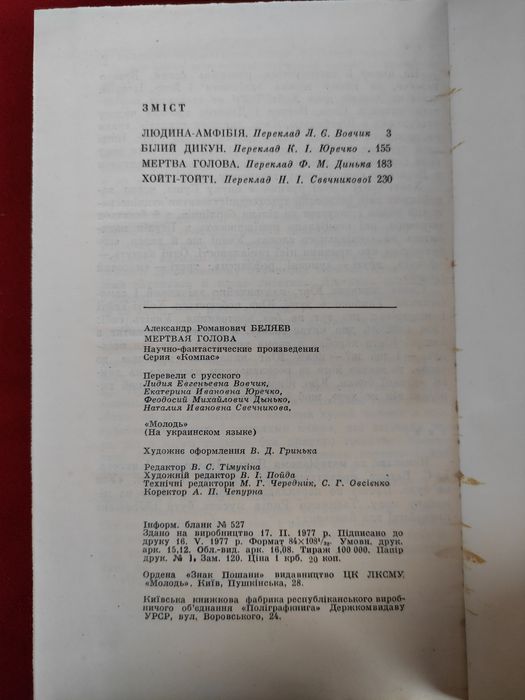 ЗМІСТ
ЛЮДИНА-АМФІБІЯ. Переклад Л. Є. Вовчик 3
БІЛИЙ ДИКУН. Переклад К. І. Юречко . 155
МЕРТВА ГОЛОВА. Переклад Ф. М. Динька 183
ХОЙТІ-ТОЙТІ. Переклад Н. І. Свєчникової 230
Александр Романович БЕЛЯЕВ
МЕРТВАЯ ГОЛОВА
Научно-фантастические произведения
Серия «Компас»
Перевели с русского
Лидия Евгеньевна Вовчик,
Екатерина Ивановна Юречко,
Феодосий Михайлович Дынько,
Наталия Ивановна Свечникова,
«Молодь»
(На украинском языке)
Художнє оформлення В. Д. Гринька
Редактор В. С. Тімукіна
Художній редактор В. І. Пойда
Технічні редактори М. Г. Чередник, С. Г. Овсієнко
Коректор А. П. Чепурна
Інформ. бланк № 527
Здано на виробництво 17. II. 1977 р. Підписано до
друку 16. V. 1977 р. Формат 84×108¹/₃₂. Умовн. друк.
арк. 15,12. Обл.-вид. арк. 16,08. Тираж 100 000. Папір
друк. № 1, Зам. 120. Ціна 1 крб. 20 коп.
Ордена «Знак Пошани» видавництво ЦК ЛКСМУ
«Молодь». Київ, Пушкінська, 28.
Київська книжкова фабрика республіканського вироб-
ничого об'єднання «Поліграфкнига» Держкомвидаву
УРСР, вул. Воровського, 24.